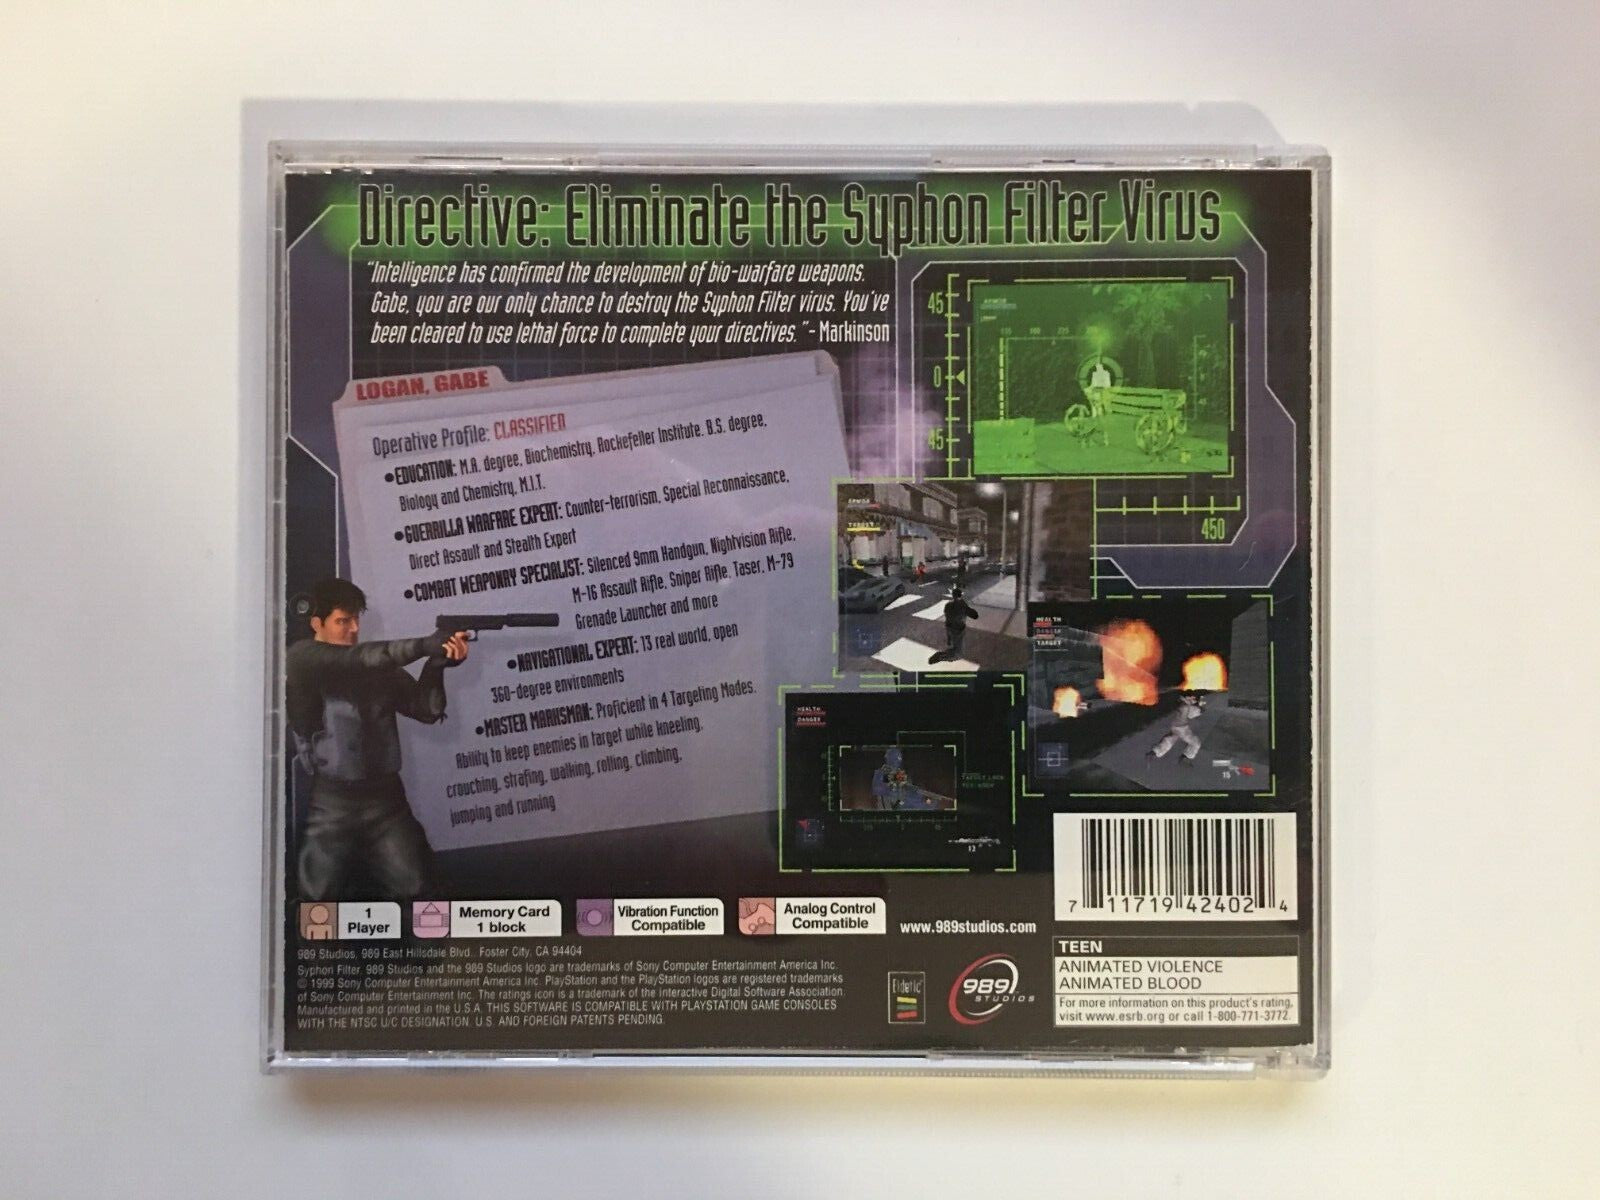 Directive: Eliminate the Syphon Filter Virus
"Intelligence has confirmed the development of bio-warfare weapons.
Gabe, you are our only chance to destroy the Syphon Filter virus. You've
been cleared to use lethal force to complete your directives." - Markinson
LOGAN, GABE
Operative Profile: CLASSIFIED
•EDUCATION: M.A. degree, Biochemistry, Rockefeller Institute. B.S. degree,
Biology and Chemistry, M.I.T.
•GUERRILLA WARFARE EXPERT: Counter-terrorism, Special Reconnaissance,
Direct Assault and Stealth Expert
•COMBAT WEAPONRY SPECIALIST: Silenced 9mm Handgun, Nightvision Rifle,
M-16 Assault Rifle, Sniper Rifle, Taser, M-79
Grenade Launcher and more
•NAVIGATIONAL EXPERT: 13 real world, open
360-degree environments
•MASTER MARKSMAN: Proficient in 4 Targeting Modes.
Ability to keep enemies in target while kneeling,
crouching, strafing, walking, rolling, climbing,
jumping and running
45
0
45
450
ARMOR
ARMOR
TARGET
HEALTH
DANGER
TARGET
15
HEALTH
DANGER
TARGET LOCK
12
1
Player
Memory Card
1 block
Vibration Function
Compatible
Analog Control
Compatible
www.989studios.com
7 11719 42402 4
989 Studios, 989 East Hillsdale Blvd., Foster City, CA 94404
Syphon Filter, 989 Studios and the 989 Studios logo are trademarks of Sony Computer Entertainment America Inc.
© 1999 Sony Computer Entertainment America Inc. PlayStation and the PlayStation logos are registered trademarks
of Sony Computer Entertainment Inc. The ratings icon is a trademark of the Interactive Digital Software Association.
Manufactured and printed in the U.S.A. THIS SOFTWARE IS COMPATIBLE WITH PLAYSTATION GAME CONSOLES
WITH THE NTSC U/C DESIGNATION. U.S. AND FOREIGN PATENTS PENDING.
Eidetic
989
STUDIOS
TEEN
ANIMATED VIOLENCE
ANIMATED BLOOD
For more information on this product's rating,
visit www.esrb.org or call 1-800-771-3772.